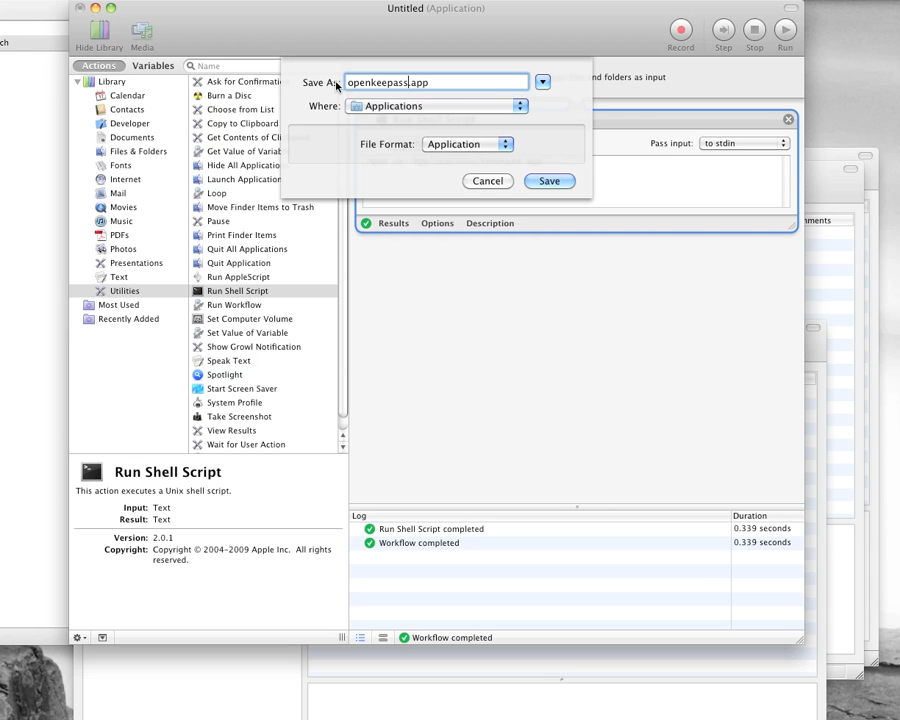 Untitled (Application)
ch
Hide Library
Media
Record
Step
Stop
Run
Actions
Variables
Name
Library
Calendar
Contacts
Developer
Documents
Files & Folders
Fonts
Internet
Mail
Movies
Music
PDFs
Photos
Presentations
Text
Utilities
Most Used
Recently Added
Ask for Confirmati
Burn a Disc
Choose from List
Copy to Clipboard
Get Contents of Cl
Get Value of Variab
Hide All Applicatio
Launch Application
Loop
Move Finder Items to Trash
Pause
Print Finder Items
Quit All Applications
Quit Application
Run AppleScript
Run Shell Script
Run Workflow
Set Computer Volume
Set Value of Variable
Show Growl Notification
Speak Text
Spotlight
Start Screen Saver
System Profile
Take Screenshot
View Results
Wait for User Action
Save As:
openkeepass.app
Where:
Applications
File Format:
Application
Cancel
Save
and folders as input
Pass input:
to stdin
Results
Options
Description
mments
Run Shell Script
This action executes a Unix shell script.
Input: Text
Result: Text
Version: 2.0.1
Copyright: Copyright © 2004-2009 Apple Inc. All rights
reserved.
Log
Duration
Run Shell Script completed
0.339 seconds
Workflow completed
0.339 seconds
Workflow completed